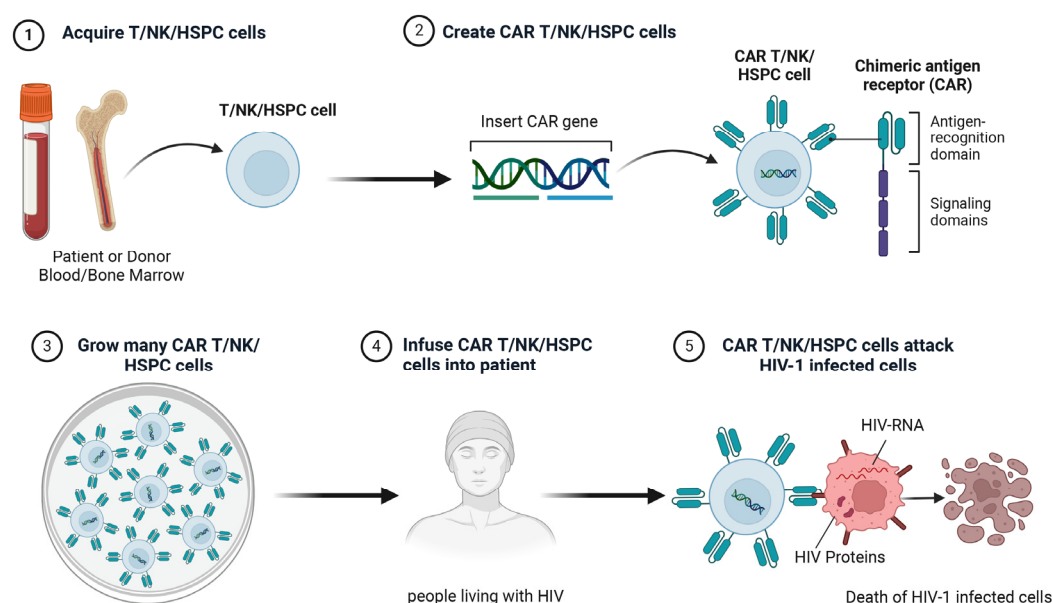 1 Acquire T/NK/HSPC cells
T/NK/HSPC cell
Patient or Donor
Blood/Bone Marrow
2 Create CAR T/NK/HSPC cells
Insert CAR gene
CAR T/NK/
HSPC cell
Chimeric antigen
receptor (CAR)
Antigen-
recognition
domain
Signaling
domains
3 Grow many CAR T/NK/
HSPC cells
4 Infuse CAR T/NK/HSPC
cells into patient
people living with HIV
5 CAR T/NK/HSPC cells attack
HIV-1 infected cells
HIV-RNA
HIV Proteins
Death of HIV-1 infected cells